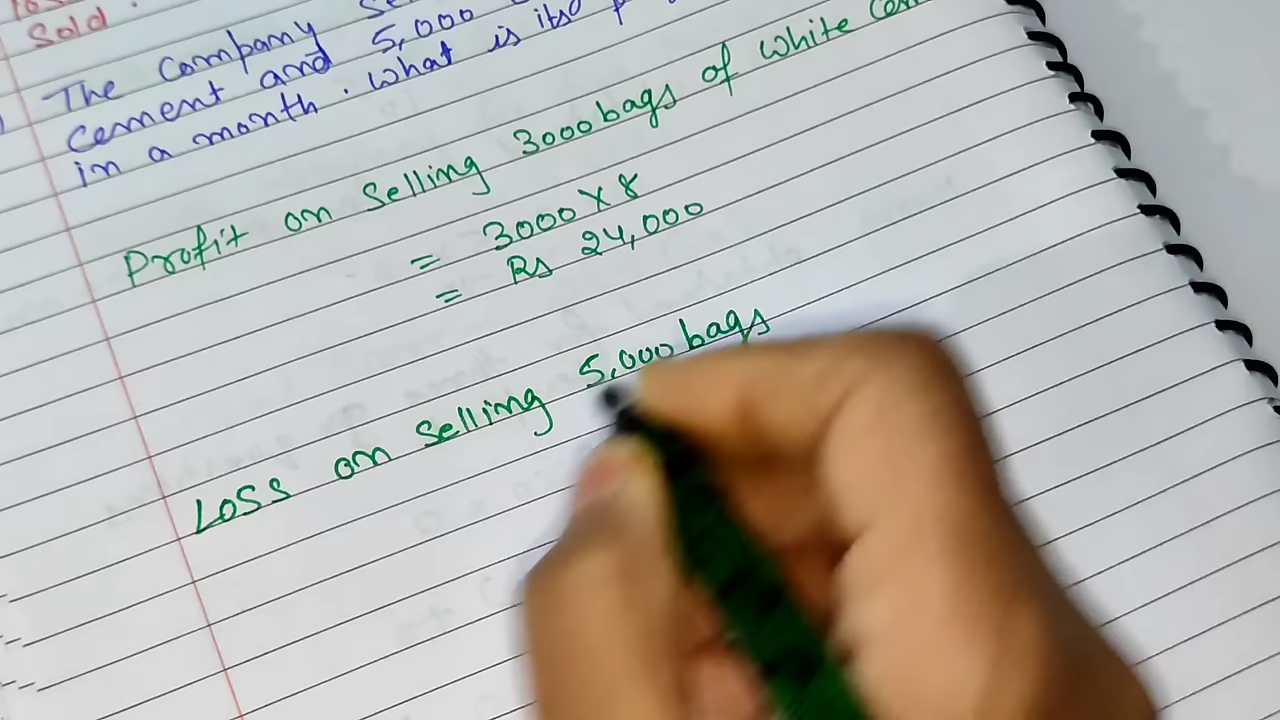 Sold.
The Company
cement and 5,000
in a month. what is its
Profit on Selling 3000 bags of white
= 3000 X 8
= Rs 24,000
Loss on Selling 5,000 bags